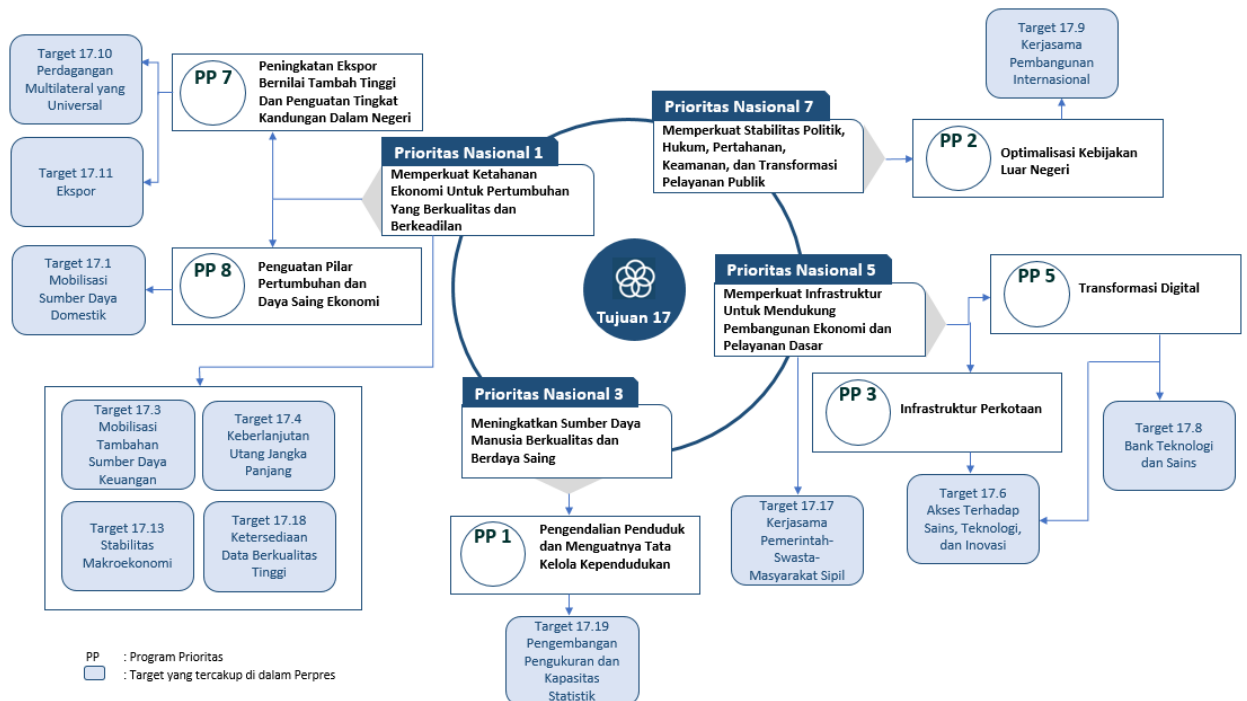 Target 17.10
Perdagangan
Multilateral yang
Universal
PP 7
Peningkatan Ekspor
Bernilai Tambah Tinggi
Dan Penguatan Tingkat
Kandungan Dalam Negeri
Target 17.11
Ekspor
Target 17.1
Mobilisasi
Sumber Daya
Domestik
PP 8
Penguatan Pilar
Pertumbuhan dan
Daya Saing Ekonomi
Prioritas Nasional 1
Memperkuat Ketahanan
Ekonomi Untuk Pertumbuhan
Yang Berkualitas dan
Berkeadilan
Target 17.3
Mobilisasi
Tambahan
Sumber Daya
Keuangan
Target 17.4
Keberlanjutan
Utang Jangka
Panjang
Target 17.13
Stabilitas
Makroekonomi
Target 17.18
Ketersediaan
Data Berkualitas
Tinggi
Prioritas Nasional 7
Memperkuat Stabilitas Politik,
Hukum, Pertahanan,
Keamanan, dan Transformasi
Pelayanan Publik
PP 2
Optimalisasi Kebijakan
Luar Negeri
Target 17.9
Kerjasama
Pembangunan
Internasional
Tujuan 17
Prioritas Nasional 5
Memperkuat Infrastruktur
Untuk Mendukung
Pembangunan Ekonomi dan
Pelayanan Dasar
PP 5
Transformasi Digital
PP 3
Infrastruktur Perkotaan
Target 17.8
Bank Teknologi
dan Sains
Target 17.6
Akses Terhadap
Sains, Teknologi,
dan Inovasi
Target 17.17
Kerjasama
Pemerintah-
Swasta-
Masyarakat Sipil
Prioritas Nasional 3
Meningkatkan Sumber Daya
Manusia Berkualitas dan
Berdaya Saing
PP 1
Pengendalian Penduduk
dan Menguatnya Tata
Kelola Kependudukan
Target 17.19
Pengembangan
Pengukuran dan
Kapasitas
Statistik
PP : Program Prioritas
: Target yang tercakup di dalam Perpres